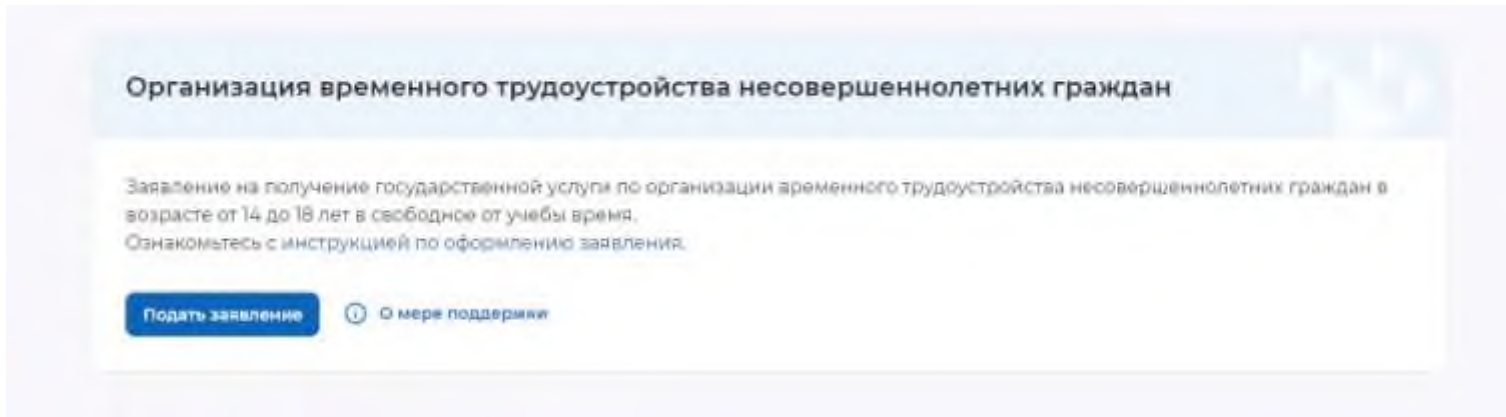 Организация временного трудоустройства несовершеннолетних граждан
Заявление на получение государственной услуги по организации временного трудоустройства несовершеннолетних граждан в
возрасте от 14 до 18 лет в свободное от учебы время.
Ознакомьтесь с инструкцией по оформлению заявления.
Подать заявление О мере поддержки